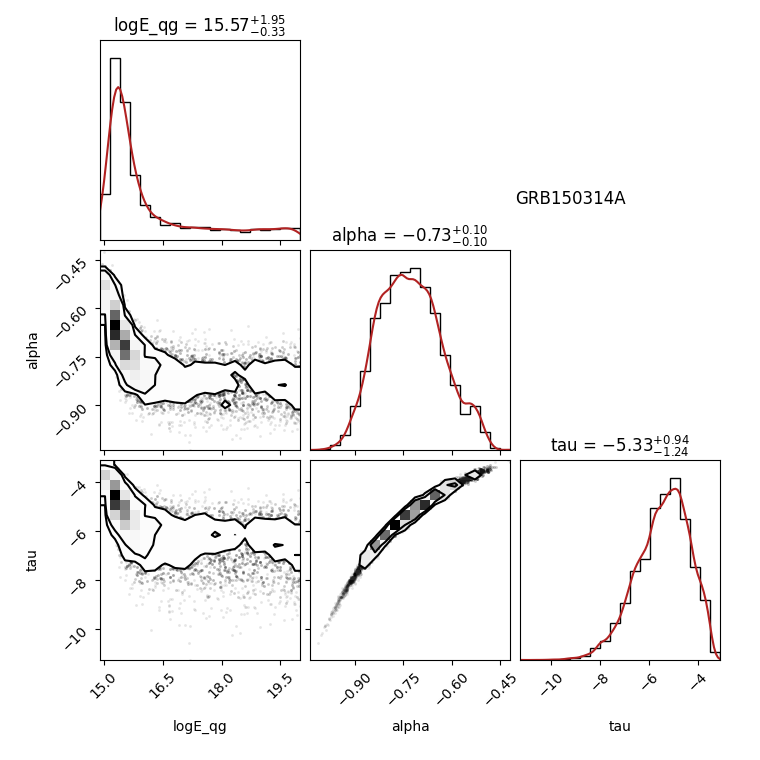 logE_qg = 15.57^{+1.95}_{-0.33}
GRB150314A
alpha = −0.73^{+0.10}_{-0.10}
−0.45
−0.60
−0.75
−0.90
alpha
tau = −5.33^{+0.94}_{-1.24}
−4
−6
−8
−10
tau
15.0
16.5
18.0
19.5
logE_qg
−0.90
−0.75
−0.60
−0.45
alpha
−10
−8
−6
−4
tau